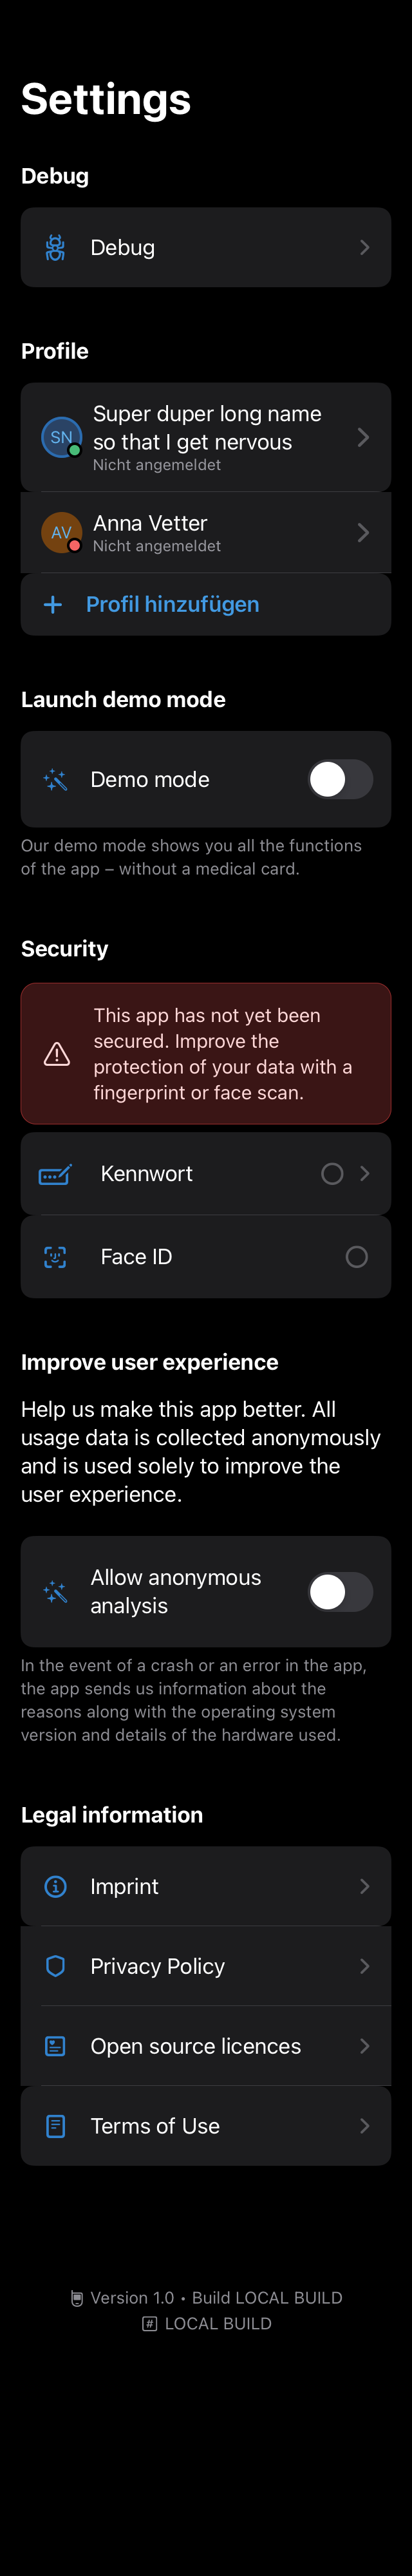 Settings
Debug
Debug
Profile
SN
Super duper long name
so that I get nervous
Nicht angemeldet
AV
Anna Vetter
Nicht angemeldet
Profil hinzufügen
Launch demo mode
Demo mode
Our demo mode shows you all the functions
of the app – without a medical card.
Security
This app has not yet been
secured. Improve the
protection of your data with a
fingerprint or face scan.
Kennwort
Face ID
Improve user experience
Help us make this app better. All
usage data is collected anonymously
and is used solely to improve the
user experience.
Allow anonymous
analysis
In the event of a crash or an error in the app,
the app sends us information about the
reasons along with the operating system
version and details of the hardware used.
Legal information
Imprint
Privacy Policy
Open source licences
Terms of Use
Version 1.0 • Build LOCAL BUILD
# LOCAL BUILD